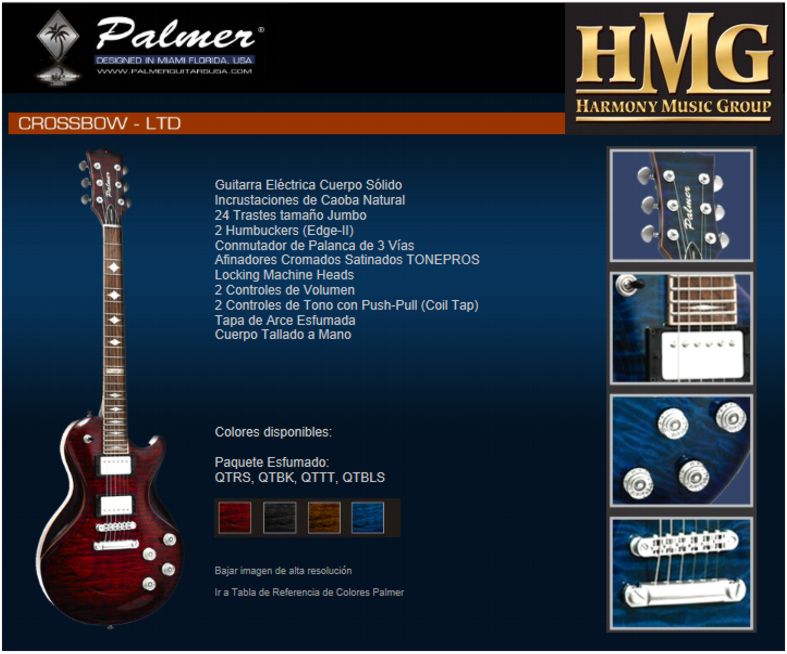 Palmer®
DESIGNED IN MIAMI FLORIDA, USA
WWW.PALMERGUITARSUSA.COM
HMG
HARMONY MUSIC GROUP
CROSSBOW - LTD
Palmer
Guitarra Eléctrica Cuerpo Sólido
Incrustaciones de Caoba Natural
24 Trastes tamaño Jumbo
2 Humbuckers (Edge-II)
Conmutador de Palanca de 3 Vías
Afinadores Cromados Satinados TONEPROS
Locking Machine Heads
2 Controles de Volumen
2 Controles de Tono con Push-Pull (Coil Tap)
Tapa de Arce Esfumada
Cuerpo Tallado a Mano
Palmer
Colores disponibles:
Paquete Esfumado:
QTRS, QTBK, QTTT, QTBLS
Bajar imagen de alta resolución
Ir a Tabla de Referencia de Colores Palmer